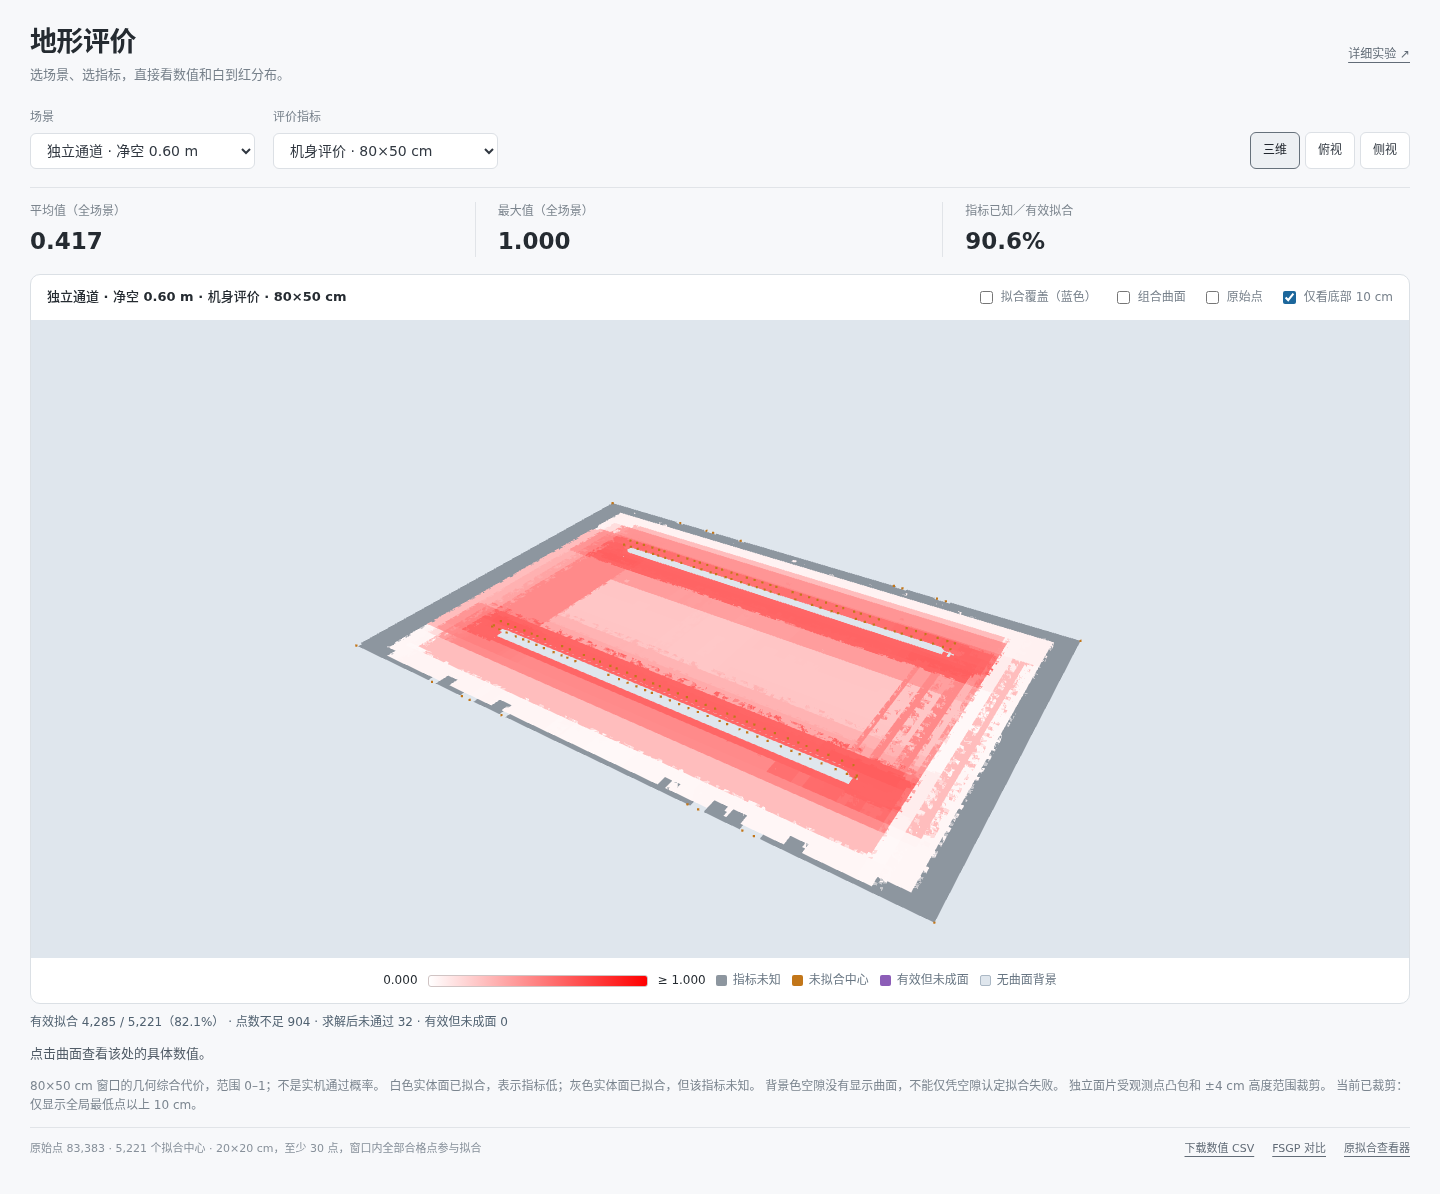 地形评价
选场景、选指标，直接看数值和白到红分布。
详细实验 ↗
场景
评价指标
独立通道 · 净空 0.60 m
机身评价 · 80×50 cm
三维
俯视
侧视
平均值（全场景）
最大值（全场景）
指标已知／有效拟合
0.417
1.000
90.6%
独立通道 · 净空 0.60 m · 机身评价 · 80×50 cm
拟合覆盖（蓝色）
组合曲面
原始点
仅看底部 10 cm
0.000
≥ 1.000
指标未知
未拟合中心
有效但未成面
无曲面背景
有效拟合 4,285 / 5,221（82.1%） · 点数不足 904 · 求解后未通过 32 · 有效但未成面 0
点击曲面查看该处的具体数值。
80×50 cm 窗口的几何综合代价，范围 0–1；不是实机通过概率。 白色实体面已拟合，表示指标低；灰色实体面已拟合，但该指标未知。 背景色空隙没有显示曲面，不能仅凭空隙认定拟合失败。 独立面片受观测点凸包和 ±4 cm 高度范围裁剪。 当前已裁剪：
仅显示全局最低点以上 10 cm。
原始点 83,383 · 5,221 个拟合中心 · 20×20 cm，至少 30 点，窗口内全部合格点参与拟合
下载数值 CSV
FSGP 对比
原拟合查看器